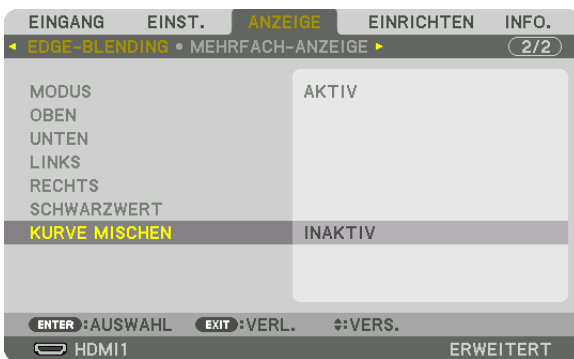 EINGANG EINST. ANZEIGE EINRICHTEN INFO.
EDGE-BLENDING • MEHRFACH-ANZEIGE 2/2
MODUS AKTIV
OBEN
UNTEN
LINKS
RECHTS
SCHWARZWERT
KURVE MISCHEN INAKTIV
ENTER :AUSWAHL EXIT :VERL. :VERS.
HDMI1 ERWEITERT